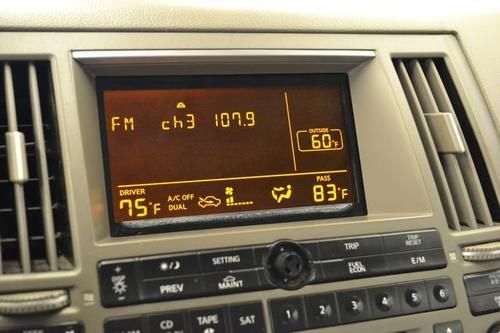 FM ch3 107.9
OUTSIDE
60°F
DRIVER PASS
75°F A/C OFF 83°F
DUAL
SETTING TRIP TRIP RESET
PREV MAINT FUEL ECON E/M
CD TAPE SAT 1 2 3 4 5 6